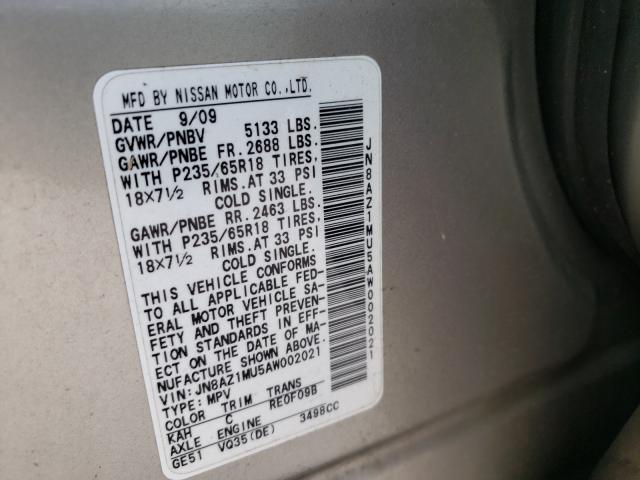 MFD BY NISSAN MOTOR CO.,LTD.
DATE 9/09
GVWR/PNBV 5133 LBS.
GAWR/PNBE FR. 2688 LBS.
WITH P235/65R18 TIRES,
18X7½ RIMS. AT 33 PSI
COLD SINGLE.
GAWR/PNBE RR. 2463 LBS.
WITH P235/65R18 TIRES,
18X7½ RIMS. AT 33 PSI
COLD SINGLE.
THIS VEHICLE CONFORMS
TO ALL APPLICABLE FED-
ERAL MOTOR VEHICLE SA-
FETY AND THEFT PREVEN-
TION STANDARDS IN EFF-
ECT ON THE DATE OF MA-
NUFACTURE SHOWN ABOVE.
VIN: JN8AZ1MU5AW002021
TYPE: MPV
COLOR TRIM TRANS
KAH C RE0F09B
AXLE ENGINE
GE51 VQ35(DE) 3498CC
JN8AZ1MU5AW002021